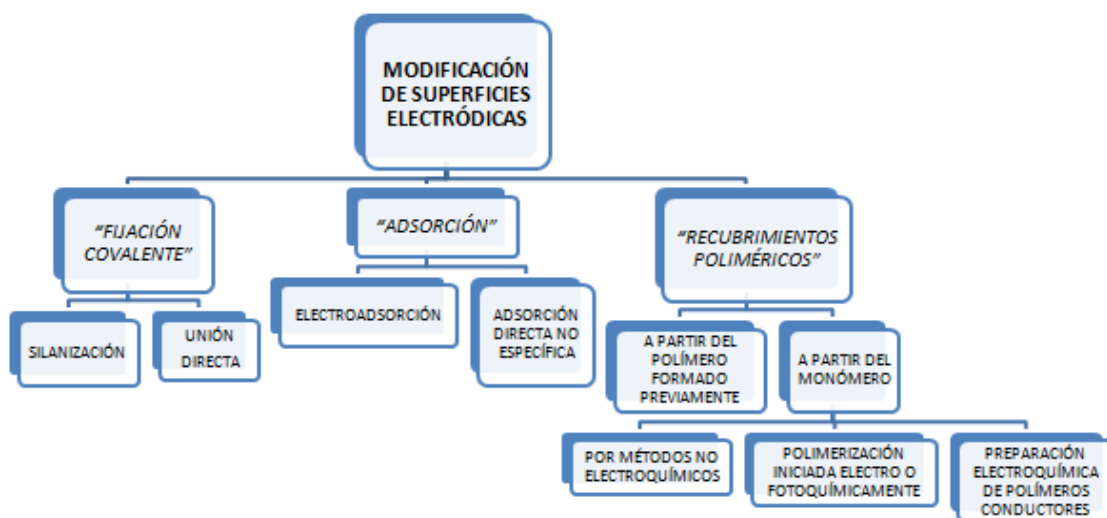 MODIFICACIÓN
DE SUPERFICIES
ELECTRÓDICAS
“FIJACIÓN
COVALENTE”
“ADSORCIÓN”
“RECUBRIMIENTOS
POLIMÉRICOS”
SILANIZACIÓN
UNIÓN
DIRECTA
ELECTROADSORCIÓN
ADSORCIÓN
DIRECTA NO
ESPECÍFICA
A PARTIR DEL
POLÍMERO
FORMADO
PREVIAMENTE
A PARTIR DEL
MONÓMERO
POR MÉTODOS NO
ELECTROQUÍMICOS
POLIMERIZACIÓN
INICIADA ELECTRO O
FOTOQUÍMICAMENTE
PREPARACIÓN
ELECTROQUÍMICA
DE POLÍMEROS
CONDUCTORES